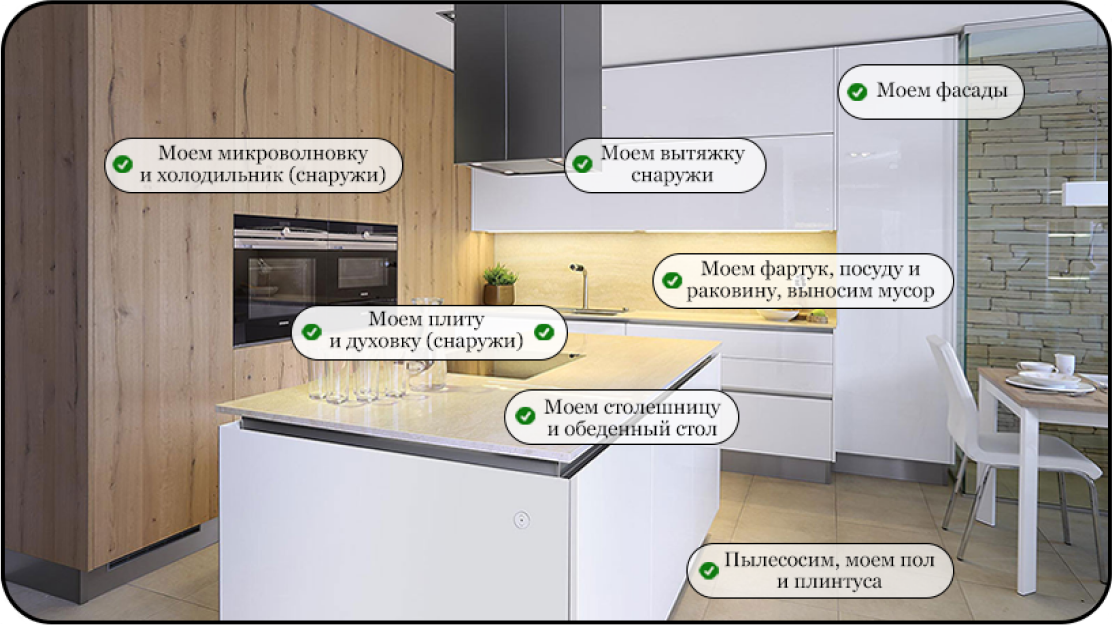 Моем фасады
Моем микроволновку
и холодильник (снаружи)
Моем вытяжку
снаружи
Моем фартук, посуду и
раковину, выносим мусор
Моем плиту
и духовку (снаружи)
Моем столешницу
и обеденный стол
Пылесосим, моем пол
и плинтуса